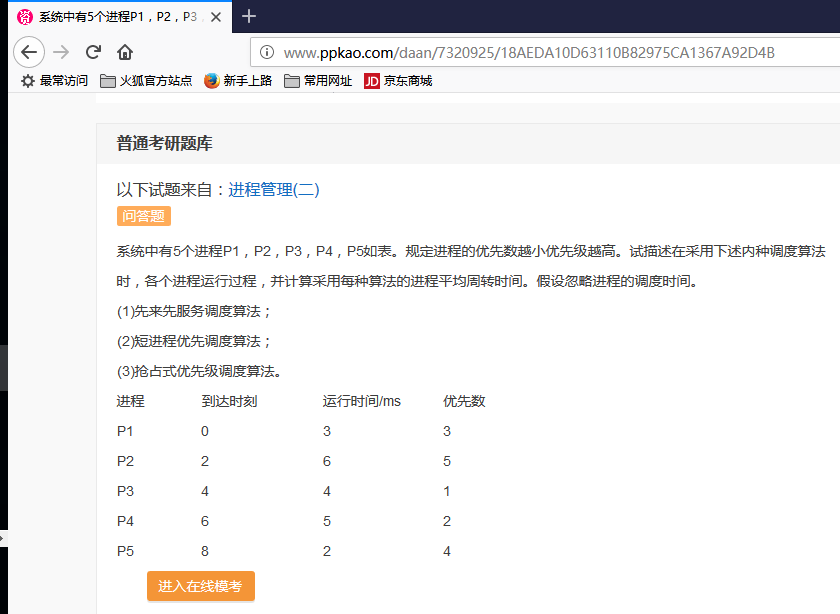 系统中有5个进程P1，P2，P3
www.ppkao.com/daan/7320925/18AEDA10D63110B82975CA1367A92D4B
最常访问 火狐官方站点 新手上路 常用网址 JD 京东商城
普通考研题库
以下试题来自：进程管理(二)
问答题
系统中有5个进程P1，P2，P3，P4，P5如表。规定进程的优先数越小优先级越高。试描述在采用下述内种调度算法
时，各个进程运行过程，并计算采用每种算法的进程平均周转时间。假设忽略进程的调度时间。
(1)先来先服务调度算法；
(2)短进程优先调度算法；
(3)抢占式优先级调度算法。
进程 到达时刻 运行时间/ms 优先数
P1 0 3 3
P2 2 6 5
P3 4 4 1
P4 6 5 2
P5 8 2 4
进入在线模考